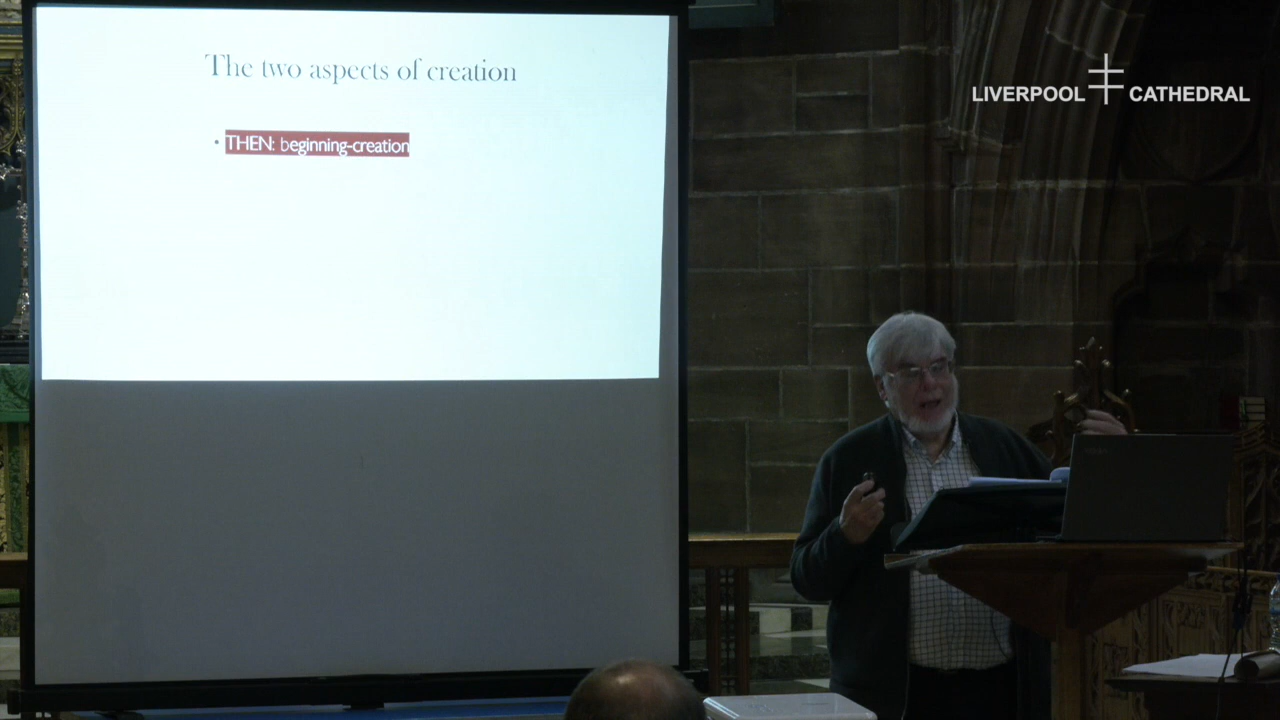 The two aspects of creation
• THEN: beginning-creation
LIVERPOOL CATHEDRAL